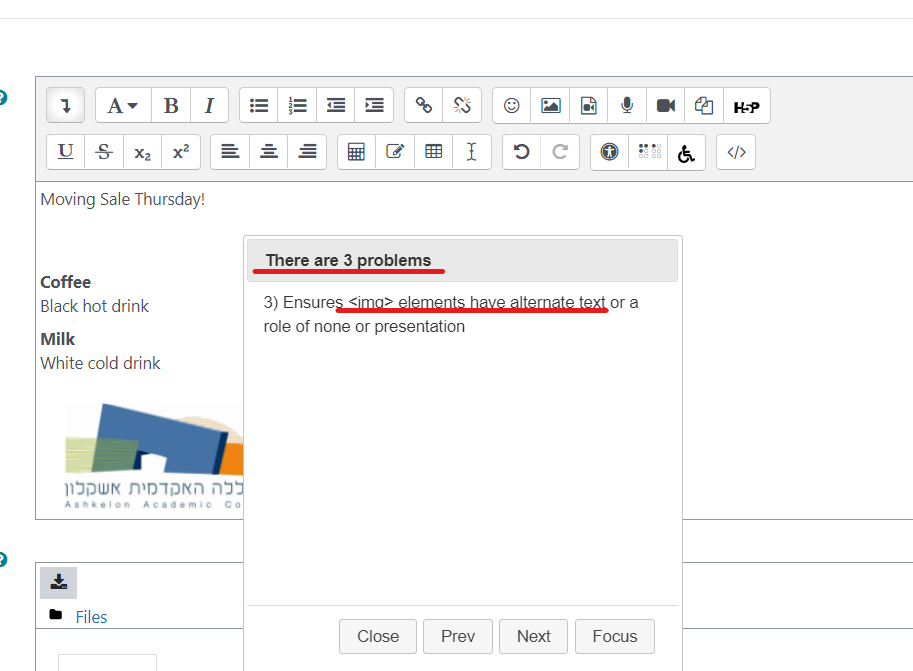 A B I
H5P
U S x₂ x²
</>
Moving Sale Thursday!
Coffee
Black hot drink
Milk
White cold drink
ללה האקדמית אשקלון
Ashkelon Academic Co
There are 3 problems
3) Ensures <img> elements have alternate text or a
role of none or presentation
Close Prev Next Focus
Files